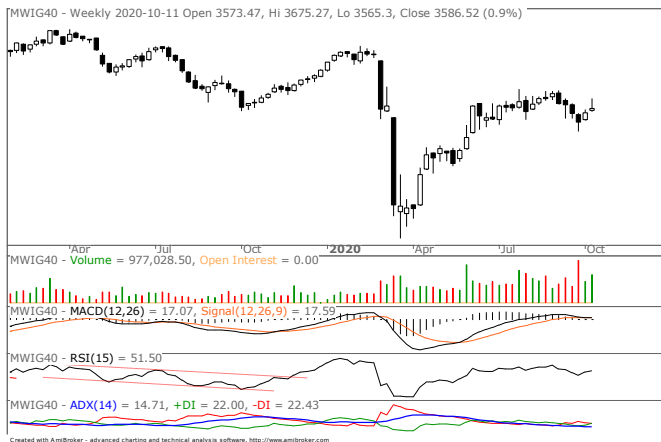 MWIG40 - Weekly 2020-10-11 Open 3573.47, Hi 3675.27, Lo 3565.3, Close 3586.52 (0.9%)
Apr Jul Oct 2020 Apr Jul Oct
MWIG40 - Volume = 977,028.50, Open Interest = 0.00
MWIG40 - MACD(12,26) = 17.07, Signal(12,26,9) = 17.59
MWIG40 - RSI(15) = 51.50
MWIG40 - ADX(14) = 14.71, +DI = 22.00, -DI = 22.43
Created with AmiBroker - advanced charting and technical analysis software. http://www.amibroker.com